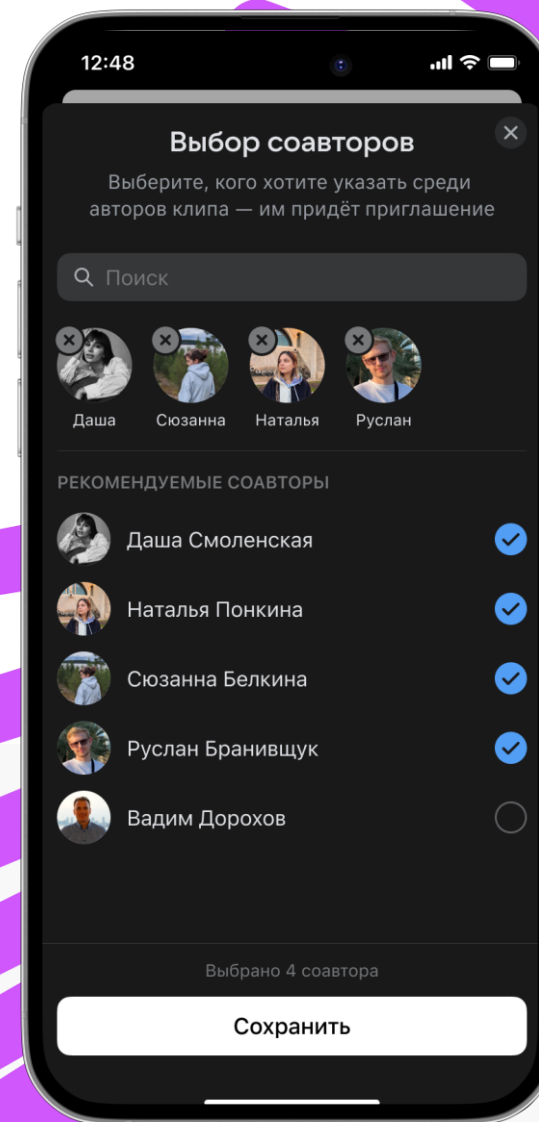 12:48
Выбор соавторов
Выберите, кого хотите указать среди
авторов клипа — им придёт приглашение
Поиск
Даша Сюзанна Наталья Руслан
РЕКОМЕНДУЕМЫЕ СОАВТОРЫ
Даша Смоленская
Наталья Понкина
Сюзанна Белкина
Руслан Бранивщук
Вадим Дорохов
Выбрано 4 соавтора
Сохранить